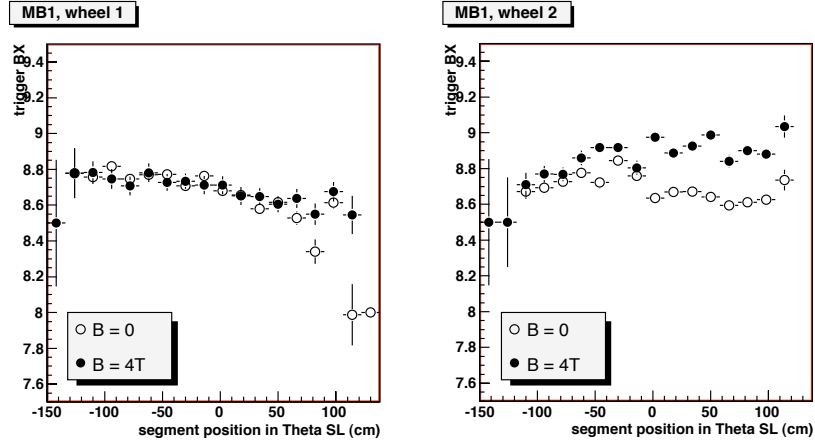 MB1, wheel 1
trigger BX
9.4
9.2
9
8.8
8.6
8.4
8.2
8
7.8
7.6
B = 0
B = 4T
-150 -100 -50 0 50 100
segment position in Theta SL (cm)
MB1, wheel 2
trigger BX
9.4
9.2
9
8.8
8.6
8.4
8.2
8
7.8
7.6
B = 0
B = 4T
-150 -100 -50 0 50 100
segment position in Theta SL (cm)